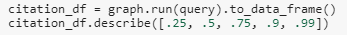 citation_df = graph.run(query).to_data_frame()
citation_df.describe([.25, .5, .75, .9, .99])